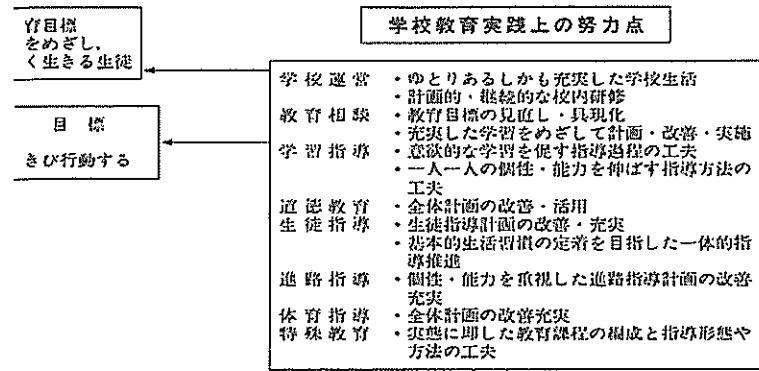 育目標
をめざし,
く生きる生徒
目標
きび行動する
学校教育実践上の努力点
学校運営 ・ゆとりあるしかも充実した学校生活
・計画的・継続的な校内研修
教育相談 ・教育目標の見直し・具現化
・充実した学習をめざして計画・改善・実施
学習指導 ・意欲的な学習を促す指導過程の工夫
・一人一人の個性・能力を伸ばす指導方法の
工夫
道徳教育 ・全体計画の改善・活用
生徒指導 ・生徒指導計画の改善・充実
・基本的生活習慣の定着を目指した一体的指
導推進
進路指導 ・個性・能力を重視した進路指導計画の改善
充実
体育指導 ・全体計画の改善充実
特殊教育 ・実態に即した教育課程の編成と指導形態や
方法の工夫